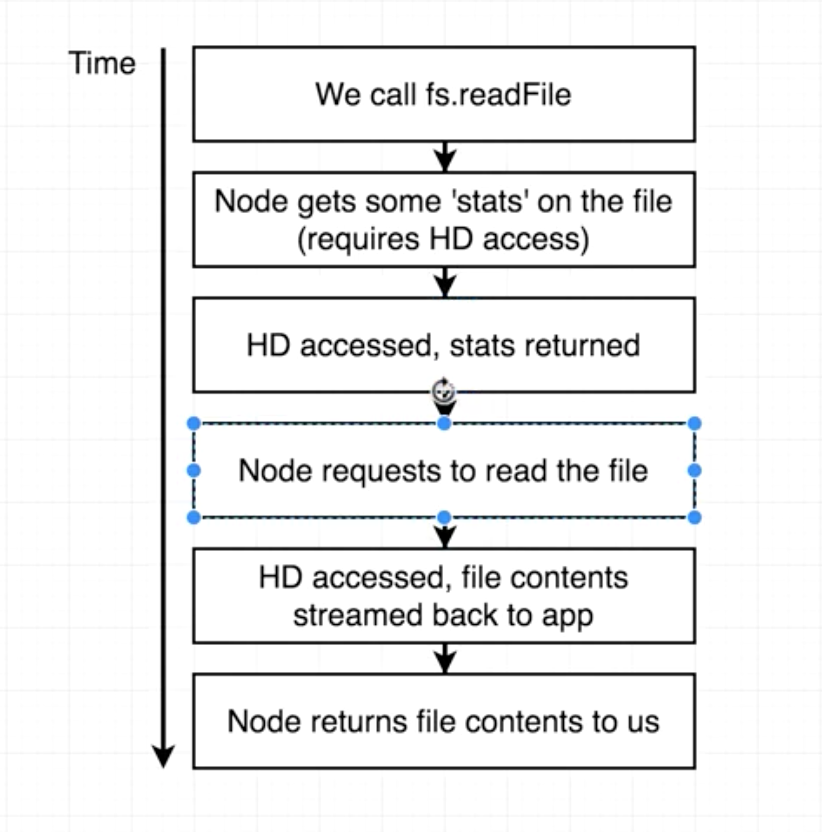 Time
We call fs.readFile
Node gets some 'stats' on the file
(requires HD access)
HD accessed, stats returned
Node requests to read the file
HD accessed, file contents
streamed back to app
Node returns file contents to us